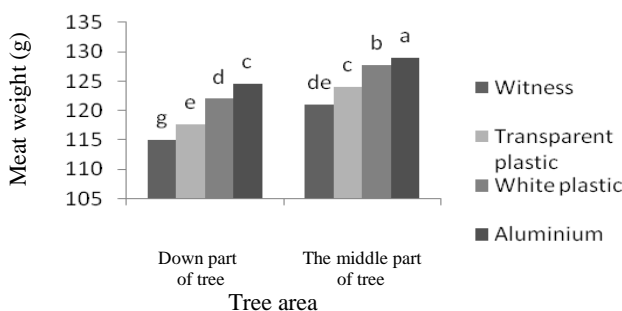 Meat weight (g)
135
130
125
120
115
110
105
g
e
d
c
de
c
b
a
Down part
of tree
The middle part
of tree
Tree area
Witness
Transparent
plastic
White plastic
Aluminium